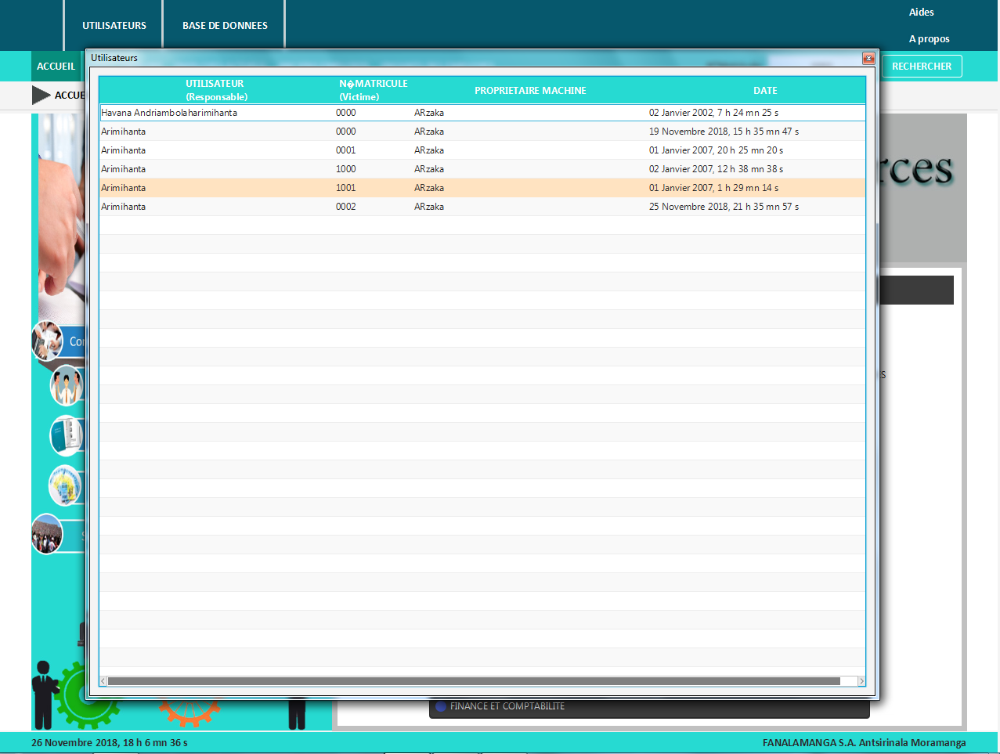 UTILISATEURS
BASE DE DONNEES
Aides
A propos
ACCUEIL
RECHERCHER
Utilisateurs
UTILISATEUR
(Responsable)
N�MATRICULE
(Victime)
PROPRIETAIRE MACHINE
DATE
Havana Andriambolaharimihanta 0000 ARzaka 02 Janvier 2002, 7 h 24 mn 25 s
Arimihanta 0000 ARzaka 19 Novembre 2018, 15 h 35 mn 47 s
Arimihanta 0001 ARzaka 01 Janvier 2007, 20 h 25 mn 20 s
Arimihanta 1000 ARzaka 02 Janvier 2007, 12 h 38 mn 38 s
Arimihanta 1001 ARzaka 01 Janvier 2007, 1 h 29 mn 14 s
Arimihanta 0002 ARzaka 25 Novembre 2018, 21 h 35 mn 57 s
ACCUE
rces
Con
S
S
FINANCE ET COMPTABILITE
26 Novembre 2018, 18 h 6 mn 36 s
FANALAMANGA S.A. Antsirinala Moramanga